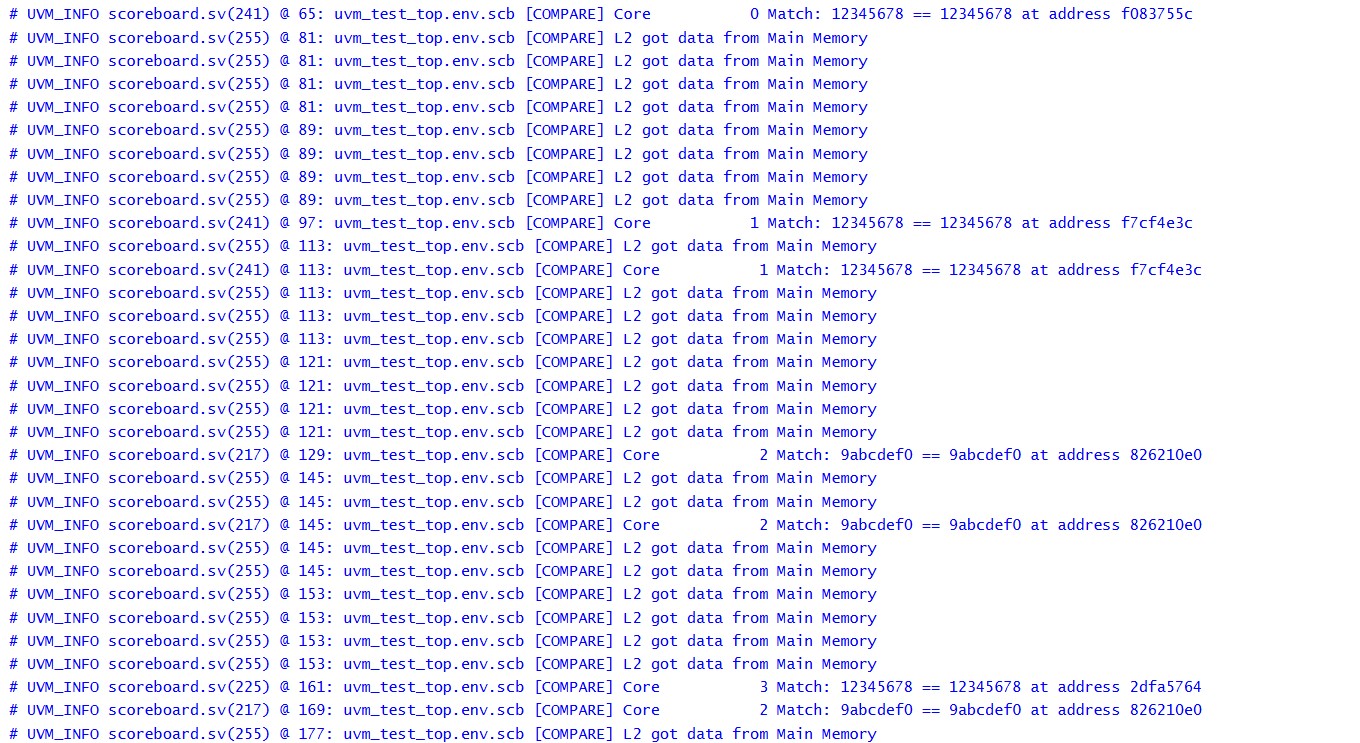 # UVM_INFO scoreboard.sv(241) @ 65: uvm_test_top.env.scb [COMPARE] Core           0 Match: 12345678 == 12345678 at address f083755c
# UVM_INFO scoreboard.sv(255) @ 81: uvm_test_top.env.scb [COMPARE] L2 got data from Main Memory
# UVM_INFO scoreboard.sv(255) @ 81: uvm_test_top.env.scb [COMPARE] L2 got data from Main Memory
# UVM_INFO scoreboard.sv(255) @ 81: uvm_test_top.env.scb [COMPARE] L2 got data from Main Memory
# UVM_INFO scoreboard.sv(255) @ 81: uvm_test_top.env.scb [COMPARE] L2 got data from Main Memory
# UVM_INFO scoreboard.sv(255) @ 89: uvm_test_top.env.scb [COMPARE] L2 got data from Main Memory
# UVM_INFO scoreboard.sv(255) @ 89: uvm_test_top.env.scb [COMPARE] L2 got data from Main Memory
# UVM_INFO scoreboard.sv(255) @ 89: uvm_test_top.env.scb [COMPARE] L2 got data from Main Memory
# UVM_INFO scoreboard.sv(255) @ 89: uvm_test_top.env.scb [COMPARE] L2 got data from Main Memory
# UVM_INFO scoreboard.sv(241) @ 97: uvm_test_top.env.scb [COMPARE] Core           1 Match: 12345678 == 12345678 at address f7cf4e3c
# UVM_INFO scoreboard.sv(255) @ 113: uvm_test_top.env.scb [COMPARE] L2 got data from Main Memory
# UVM_INFO scoreboard.sv(241) @ 113: uvm_test_top.env.scb [COMPARE] Core           1 Match: 12345678 == 12345678 at address f7cf4e3c
# UVM_INFO scoreboard.sv(255) @ 113: uvm_test_top.env.scb [COMPARE] L2 got data from Main Memory
# UVM_INFO scoreboard.sv(255) @ 113: uvm_test_top.env.scb [COMPARE] L2 got data from Main Memory
# UVM_INFO scoreboard.sv(255) @ 113: uvm_test_top.env.scb [COMPARE] L2 got data from Main Memory
# UVM_INFO scoreboard.sv(255) @ 121: uvm_test_top.env.scb [COMPARE] L2 got data from Main Memory
# UVM_INFO scoreboard.sv(255) @ 121: uvm_test_top.env.scb [COMPARE] L2 got data from Main Memory
# UVM_INFO scoreboard.sv(255) @ 121: uvm_test_top.env.scb [COMPARE] L2 got data from Main Memory
# UVM_INFO scoreboard.sv(255) @ 121: uvm_test_top.env.scb [COMPARE] L2 got data from Main Memory
# UVM_INFO scoreboard.sv(217) @ 129: uvm_test_top.env.scb [COMPARE] Core           2 Match: 9abcdef0 == 9abcdef0 at address 826210e0
# UVM_INFO scoreboard.sv(255) @ 145: uvm_test_top.env.scb [COMPARE] L2 got data from Main Memory
# UVM_INFO scoreboard.sv(255) @ 145: uvm_test_top.env.scb [COMPARE] L2 got data from Main Memory
# UVM_INFO scoreboard.sv(217) @ 145: uvm_test_top.env.scb [COMPARE] Core           2 Match: 9abcdef0 == 9abcdef0 at address 826210e0
# UVM_INFO scoreboard.sv(255) @ 145: uvm_test_top.env.scb [COMPARE] L2 got data from Main Memory
# UVM_INFO scoreboard.sv(255) @ 145: uvm_test_top.env.scb [COMPARE] L2 got data from Main Memory
# UVM_INFO scoreboard.sv(255) @ 153: uvm_test_top.env.scb [COMPARE] L2 got data from Main Memory
# UVM_INFO scoreboard.sv(255) @ 153: uvm_test_top.env.scb [COMPARE] L2 got data from Main Memory
# UVM_INFO scoreboard.sv(255) @ 153: uvm_test_top.env.scb [COMPARE] L2 got data from Main Memory
# UVM_INFO scoreboard.sv(255) @ 153: uvm_test_top.env.scb [COMPARE] L2 got data from Main Memory
# UVM_INFO scoreboard.sv(225) @ 161: uvm_test_top.env.scb [COMPARE] Core           3 Match: 12345678 == 12345678 at address 2dfa5764
# UVM_INFO scoreboard.sv(217) @ 169: uvm_test_top.env.scb [COMPARE] Core           2 Match: 9abcdef0 == 9abcdef0 at address 826210e0
# UVM_INFO scoreboard.sv(255) @ 177: uvm_test_top.env.scb [COMPARE] L2 got data from Main Memory